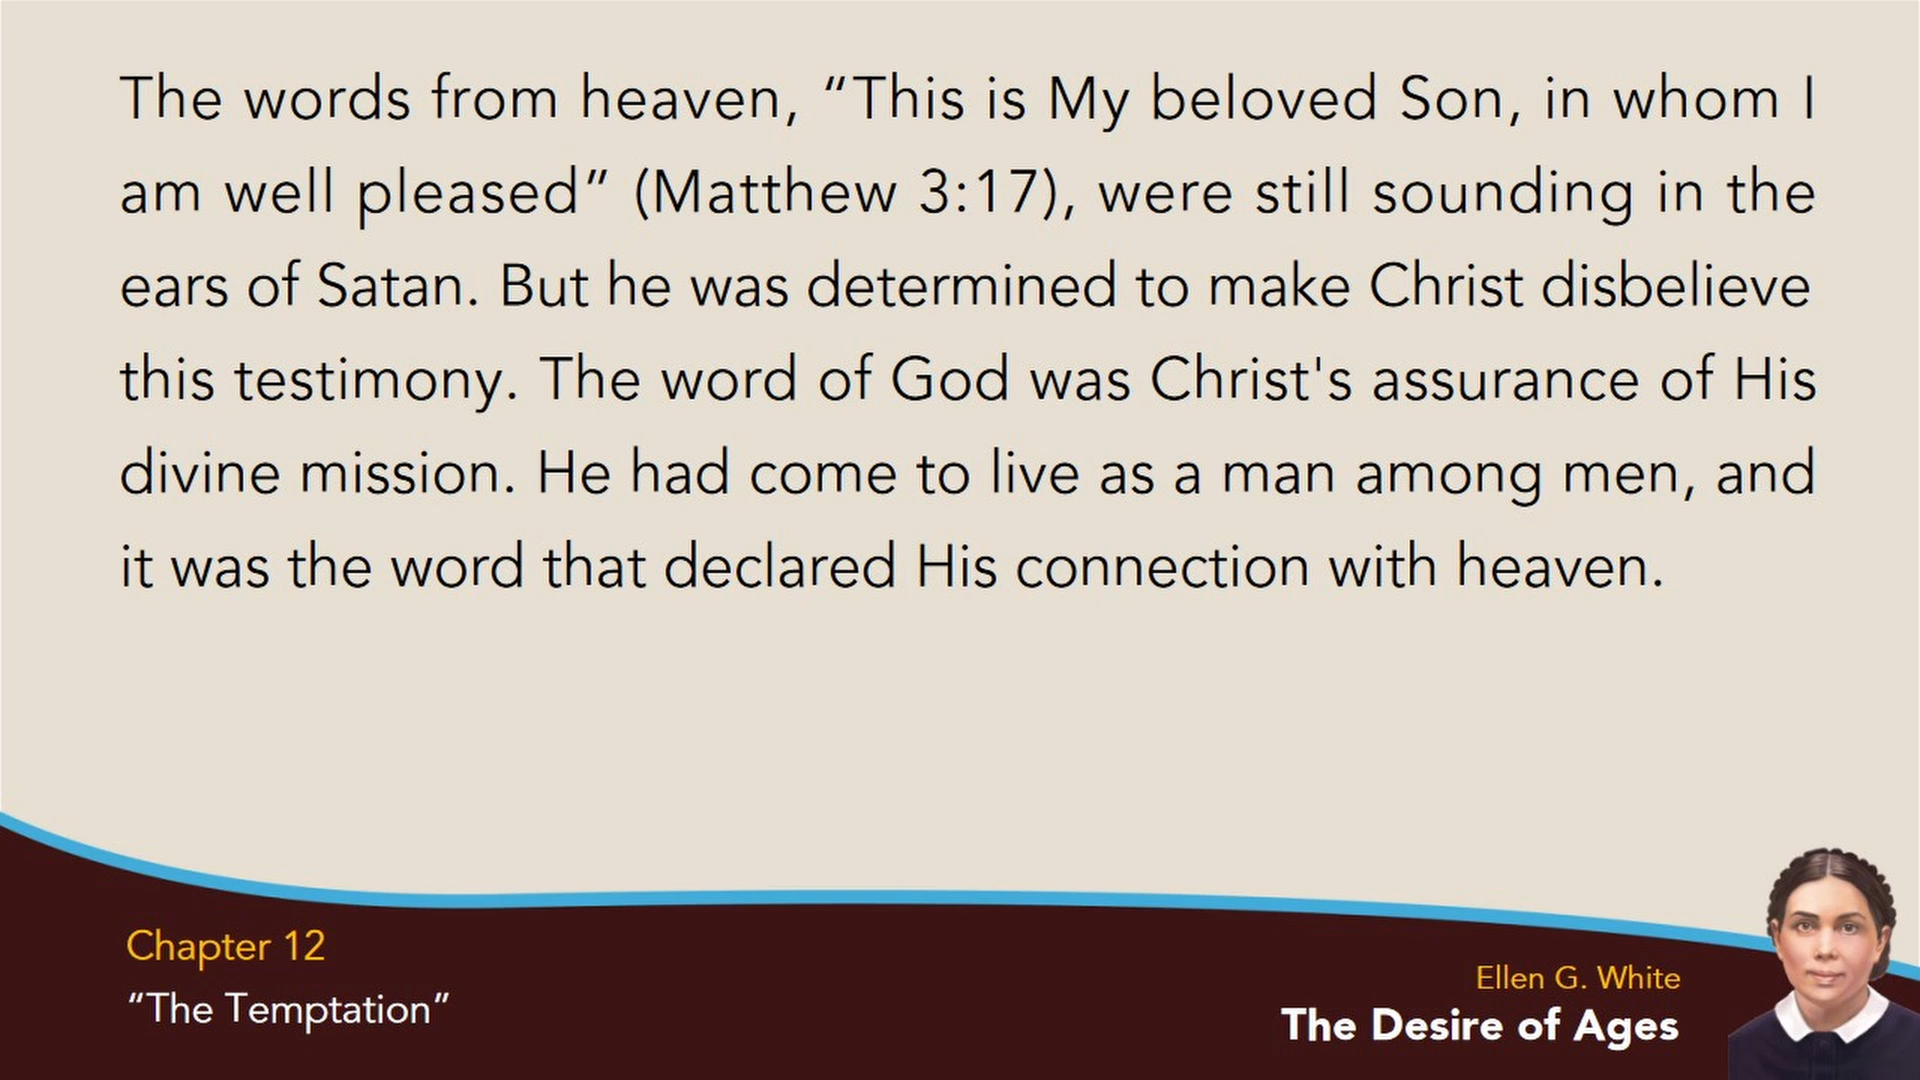 The words from heaven, “This is My beloved Son, in whom I
am well pleased” (Matthew 3:17), were still sounding in the
ears of Satan. But he was determined to make Christ disbelieve
this testimony. The word of God was Christ's assurance of His
divine mission. He had come to live as a man among men, and
it was the word that declared His connection with heaven.
Chapter 12
“The Temptation”
Ellen G. White
The Desire of Ages